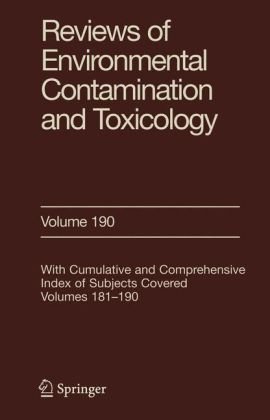 Reviews of
Environmental
Contamination
and Toxicology
Volume 190
With Cumulative and Comprehensive
Index of Subjects Covered
Volumes 181–190
Springer